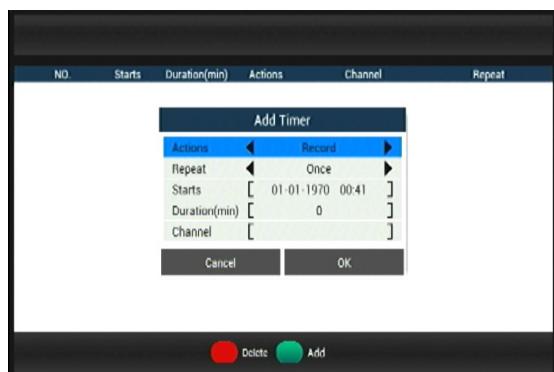 NO. Starts Duration(min) Actions Channel Repeat
Add Timer
Actions Record
Repeat Once
Starts [ 01-01-1970 00:41 ]
Duration(min) [ 0 ]
Channel [ ]
Cancel OK
Delete Add